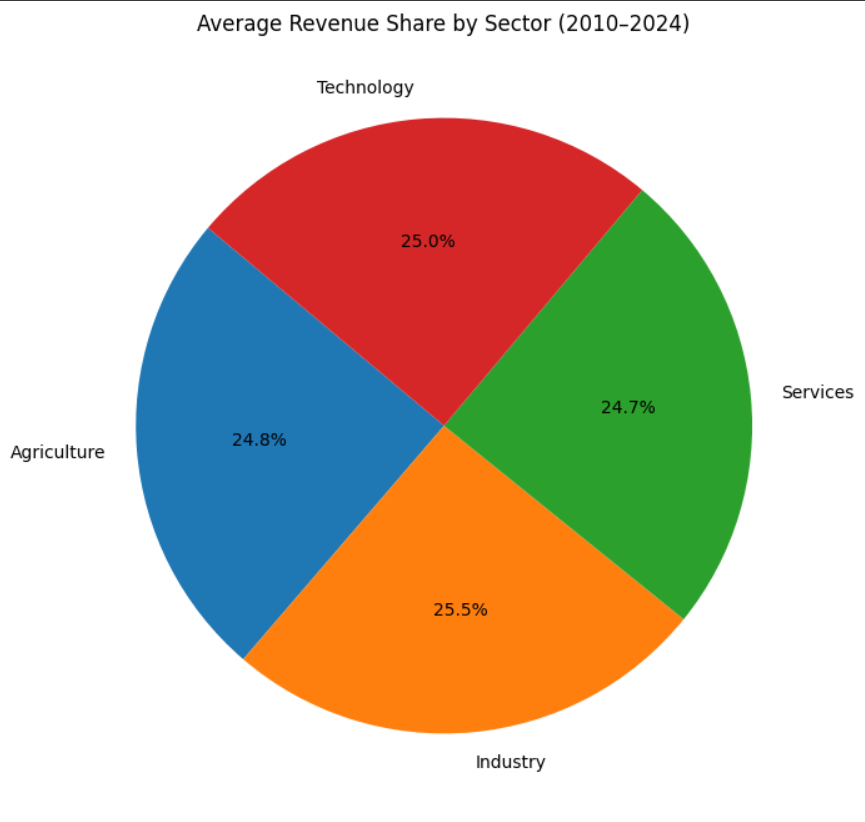 Average Revenue Share by Sector (2010–2024)
Technology
25.0%
Services
24.7%
24.8%
Agriculture
25.5%
Industry